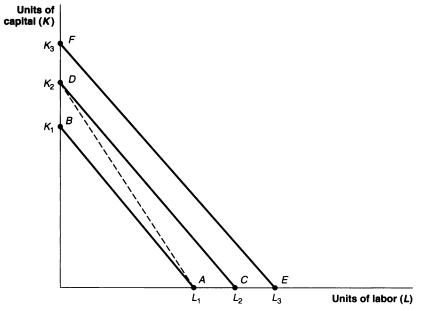 Units of
capital (K)
K3
F
K2
D
K1
B
A
C
E
L1
L2
L3
Units of labor (L)